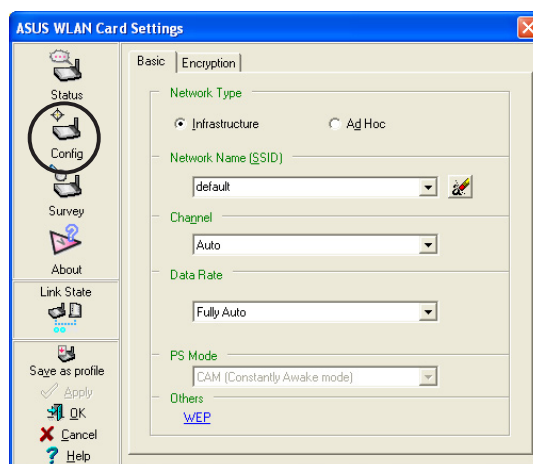 ASUS WLAN Card Settings
Status
Config
Survey
About
Link State
Save as profile
Apply
OK
Cancel
Help
Basic
Encryption
Network Type
Infrastructure
Ad Hoc
Network Name (SSID)
default
Channel
Auto
Data Rate
Fully Auto
PS Mode
CAM (Constantly Awake mode)
Others
WEP